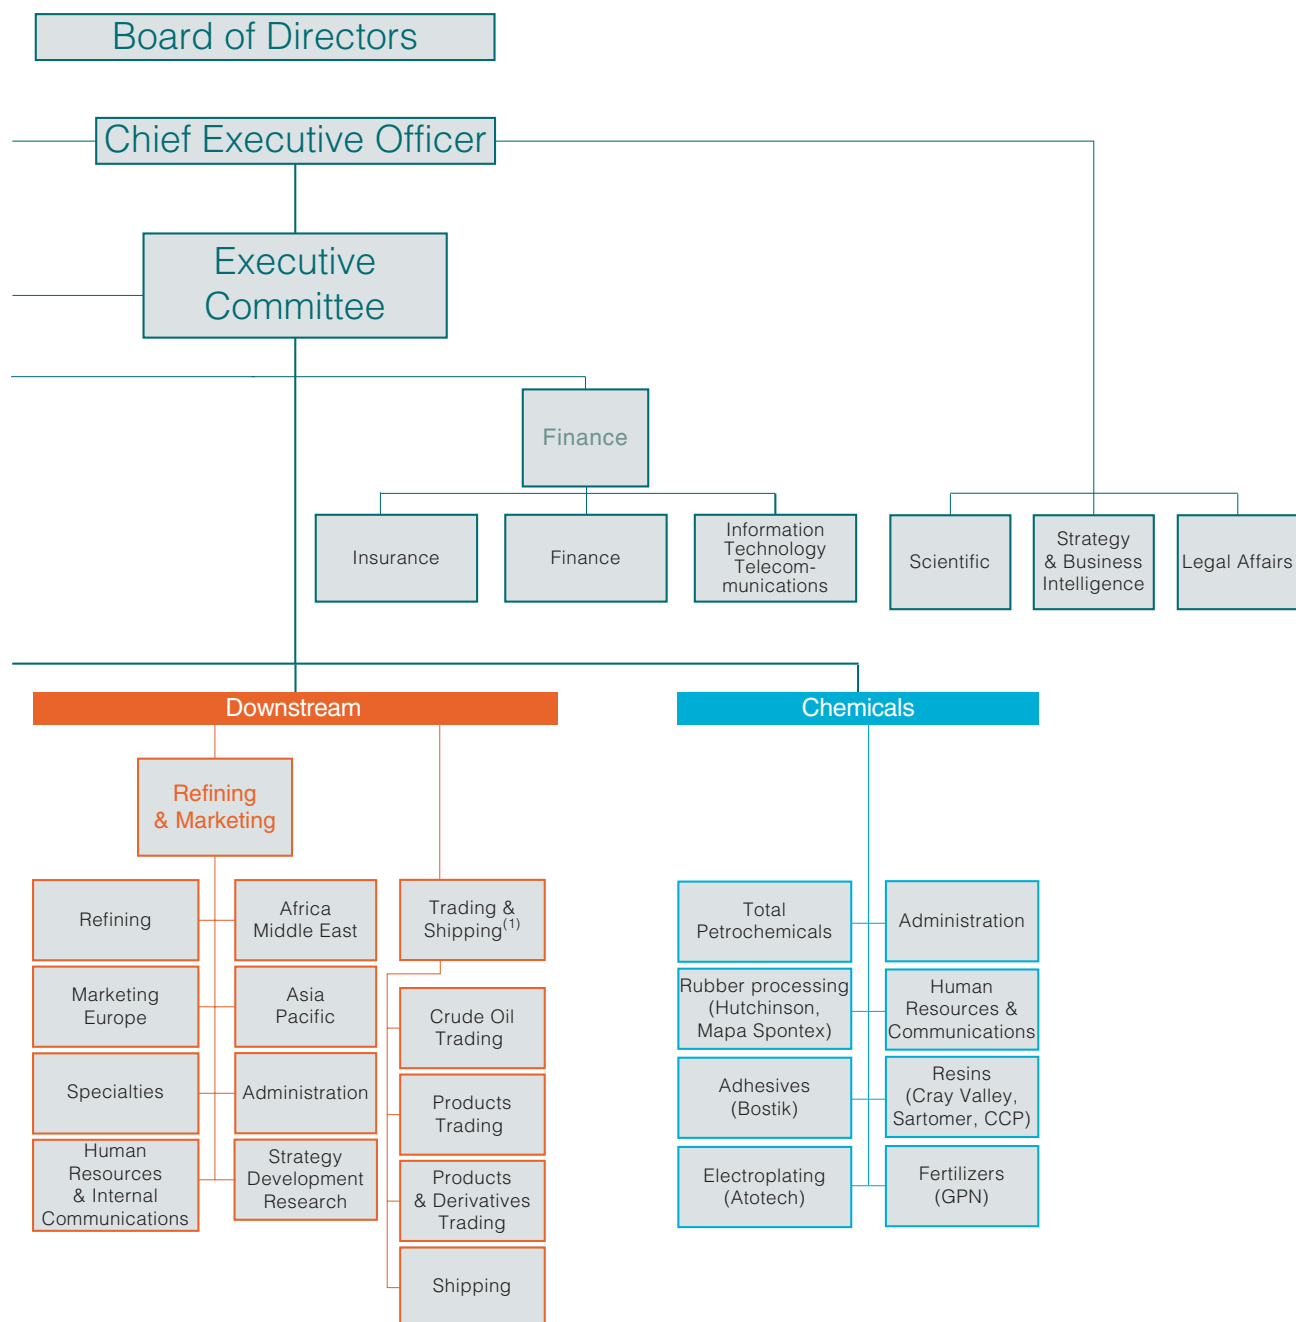 Board of Directors
Chief Executive Officer
Executive
Committee
Finance
Insurance
Finance
Information
Technology
Telecom-
munications
Scientific
Strategy
& Business
Intelligence
Legal Affairs
Downstream
Chemicals
Refining
& Marketing
Refining
Africa
Middle East
Trading &
Shipping(1)
Marketing
Europe
Asia
Pacific
Crude Oil
Trading
Specialties
Administration
Products
Trading
Human
Resources
& Internal
Communications
Strategy
Development
Research
Products
& Derivatives
Trading
Shipping
Total
Petrochemicals
Administration
Rubber processing
(Hutchinson,
Mapa Spontex)
Human
Resources &
Communications
Adhesives
(Bostik)
Resins
(Cray Valley,
Sartomer, CCP)
Electroplating
(Atotech)
Fertilizers
(GPN)